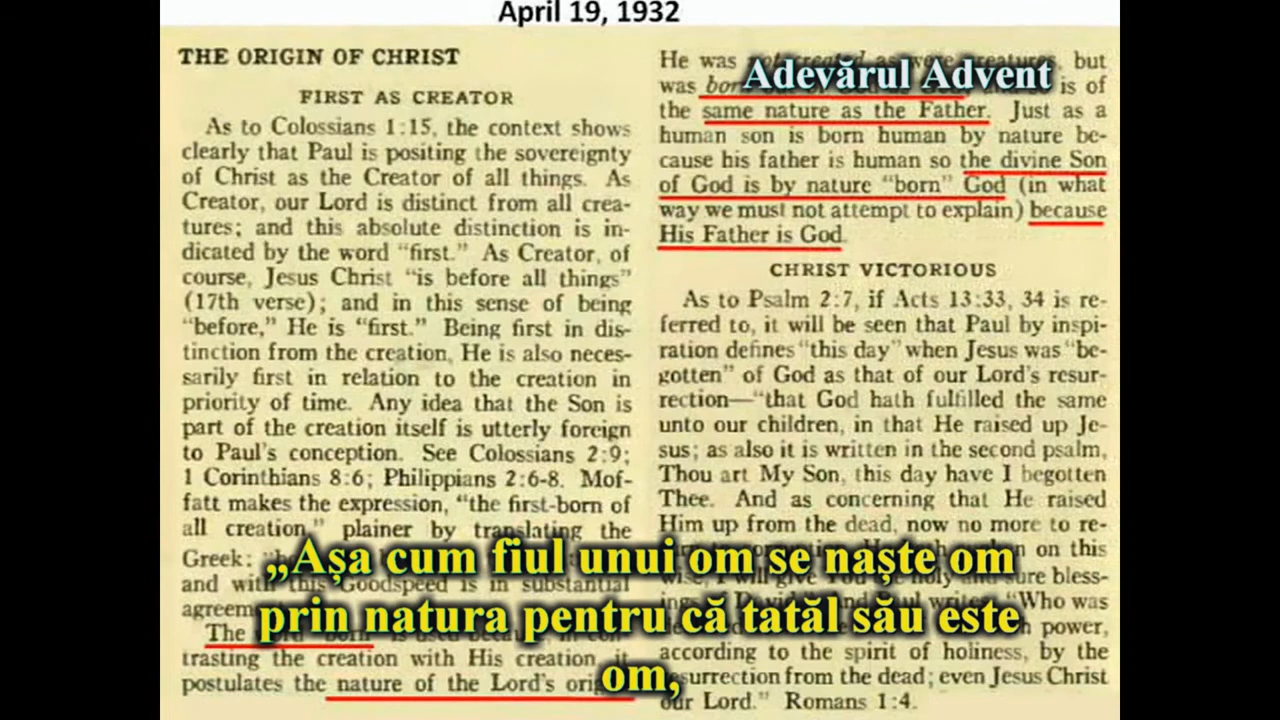 April 19, 1932
THE ORIGIN OF CHRIST
FIRST AS CREATOR
As to Colossians 1:15, the context shows
clearly that Paul is positing the sovereignty
of Christ as the Creator of all things. As
Creator, our Lord is distinct from all crea-
tures; and this absolute distinction is in-
dicated by the word “first.” As Creator, of
course, Jesus Christ “is before all things”
(17th verse); and in this sense of being
“before,” He is “first.” Being first in dis-
tinction from the creation, He is also neces-
sarily first in relation to the creation in
priority of time. Any idea that the Son is
part of the creation itself is utterly foreign
to Paul's conception. See Colossians 2:9;
1 Corinthians 8:6; Philippians 2:6-8. Mof-
fatt makes the expression, “the first-born of
all creation,” plainer by translating the
Greek:
and with this Goodspeed is in substantial
The
trasting the creation with His creation, it
postulates the nature of the Lord's
He was
creatures, but
was
is of
the same nature as the Father. Just as a
human son is born human by nature be-
cause his father is human so the divine Son
of God is by nature “born” God (in what
way we must not attempt to explain) because
His Father is God.
CHRIST VICTORIOUS
As to Psalm 2:7, if Acts 13:33, 34 is re-
ferred to, it will be seen that Paul by inspi-
ration defines “this day” when Jesus was “be-
gotten” of God as that of our Lord's resur-
rection—“that God hath fulfilled the same
unto our children, in that He raised up Je-
sus; as also it is written in the second psalm,
Thou art My Son, this day have I begotten
Thee. And as concerning that He raised
Him up from the dead, now no more to re-
on this
sure bless-
“Who was
power,
according to the spirit of holiness, by the
resurrection from the dead; even Jesus Christ
our Lord.” Romans 1:4.
Adevărul Advent
„Așa cum fiul unui om se naște om
prin natura pentru că tatăl său este
om,